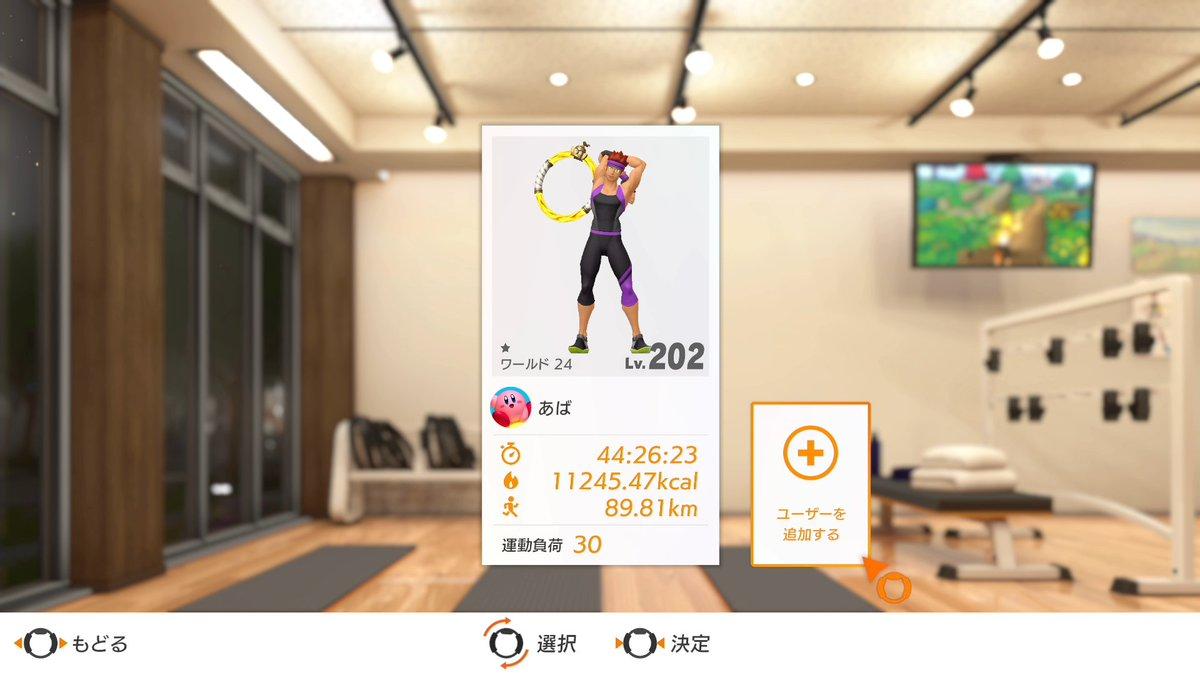 ★
ワールド 24
Lv.202
あば
44:26:23
11245.47kcal
89.81km
運動負荷 30
ユーザーを
追加する
もどる
選択
決定